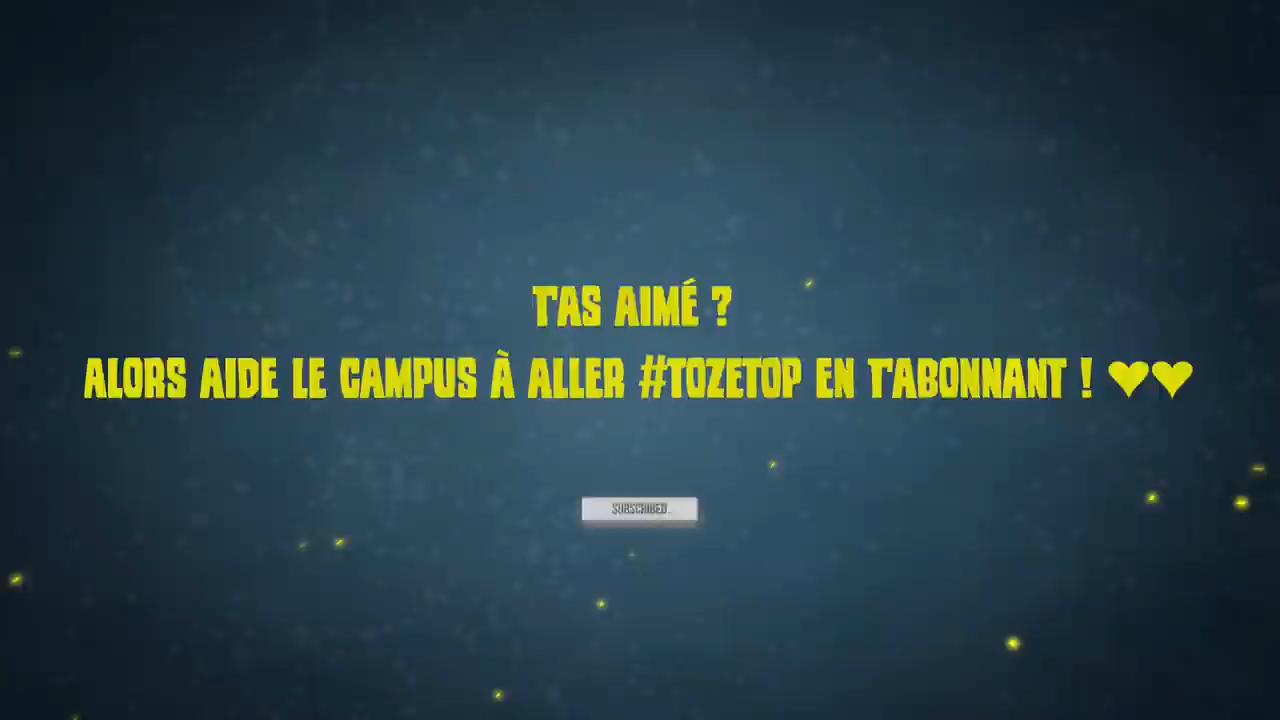 T'AS AIMÉ ?
ALORS AIDE LE CAMPUS À ALLER #TOZETOP EN T'ABONNANT ! ♥♥
SUBSCRIBED